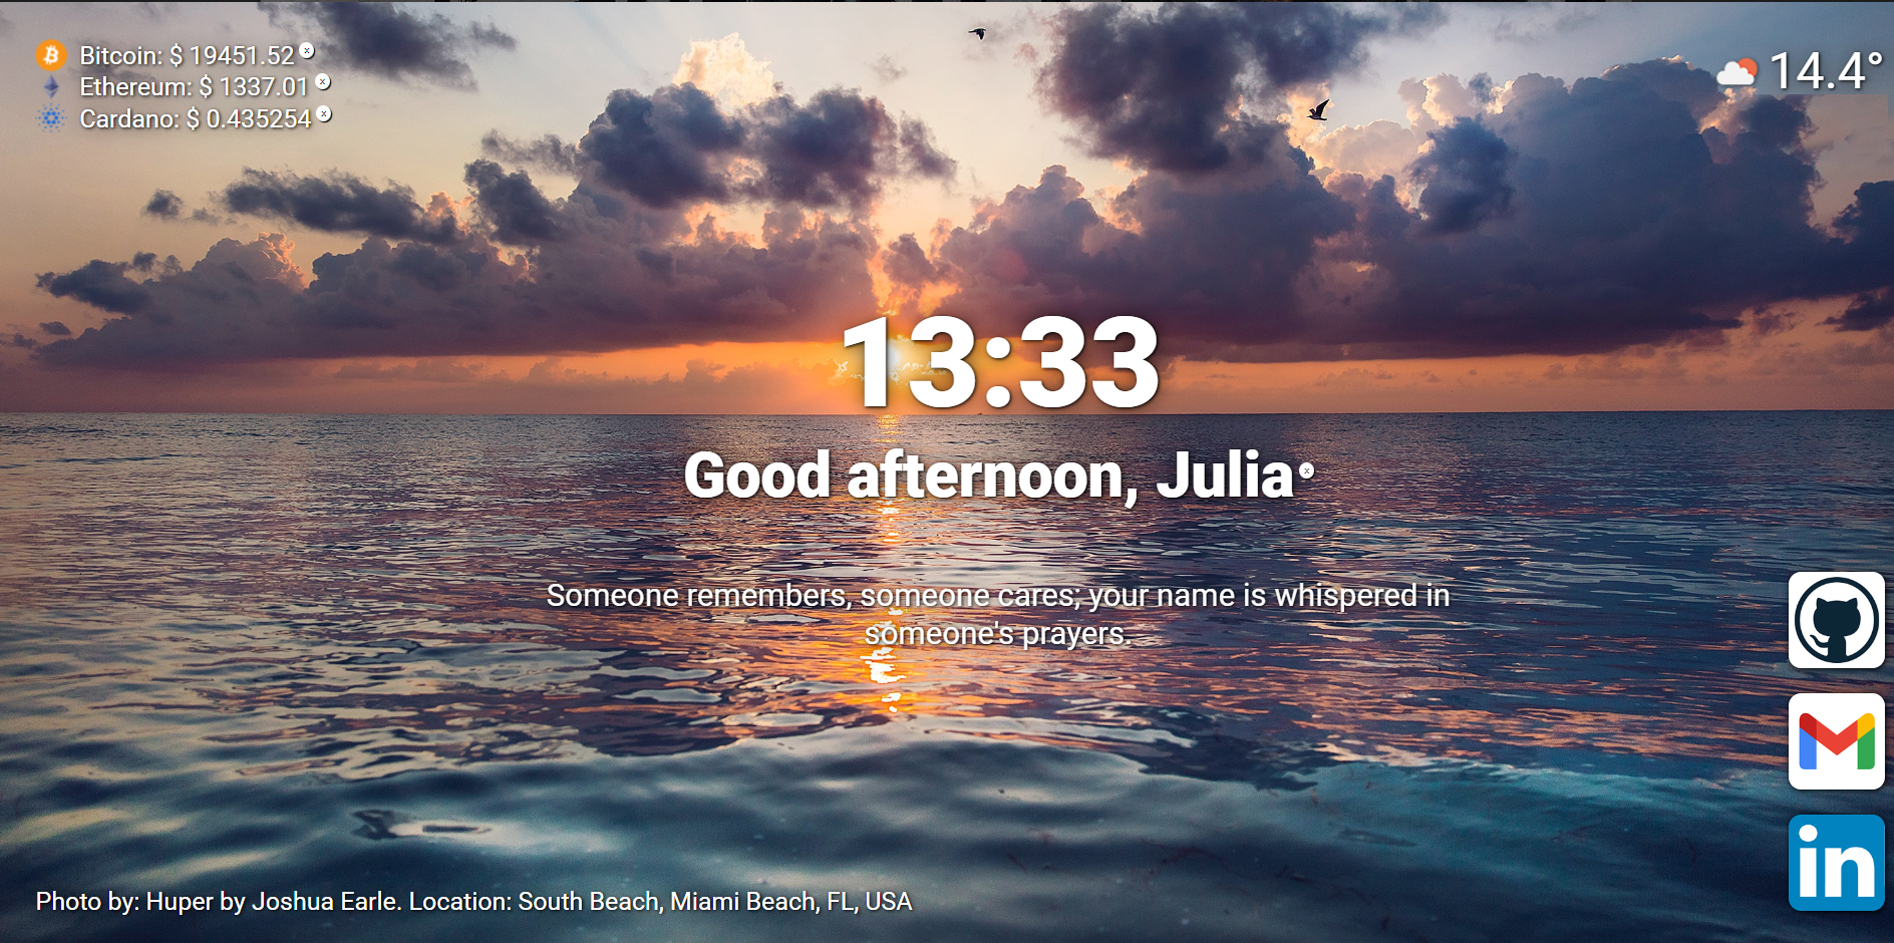 Bitcoin: $ 19451.52 x
Ethereum: $ 1337.01 x
Cardano: $ 0.435254 x
14.4°
13:33
Good afternoon, Julia x
Someone remembers, someone cares; your name is whispered in
someone's prayers.
in
Photo by: Huper by Joshua Earle. Location: South Beach, Miami Beach, FL, USA